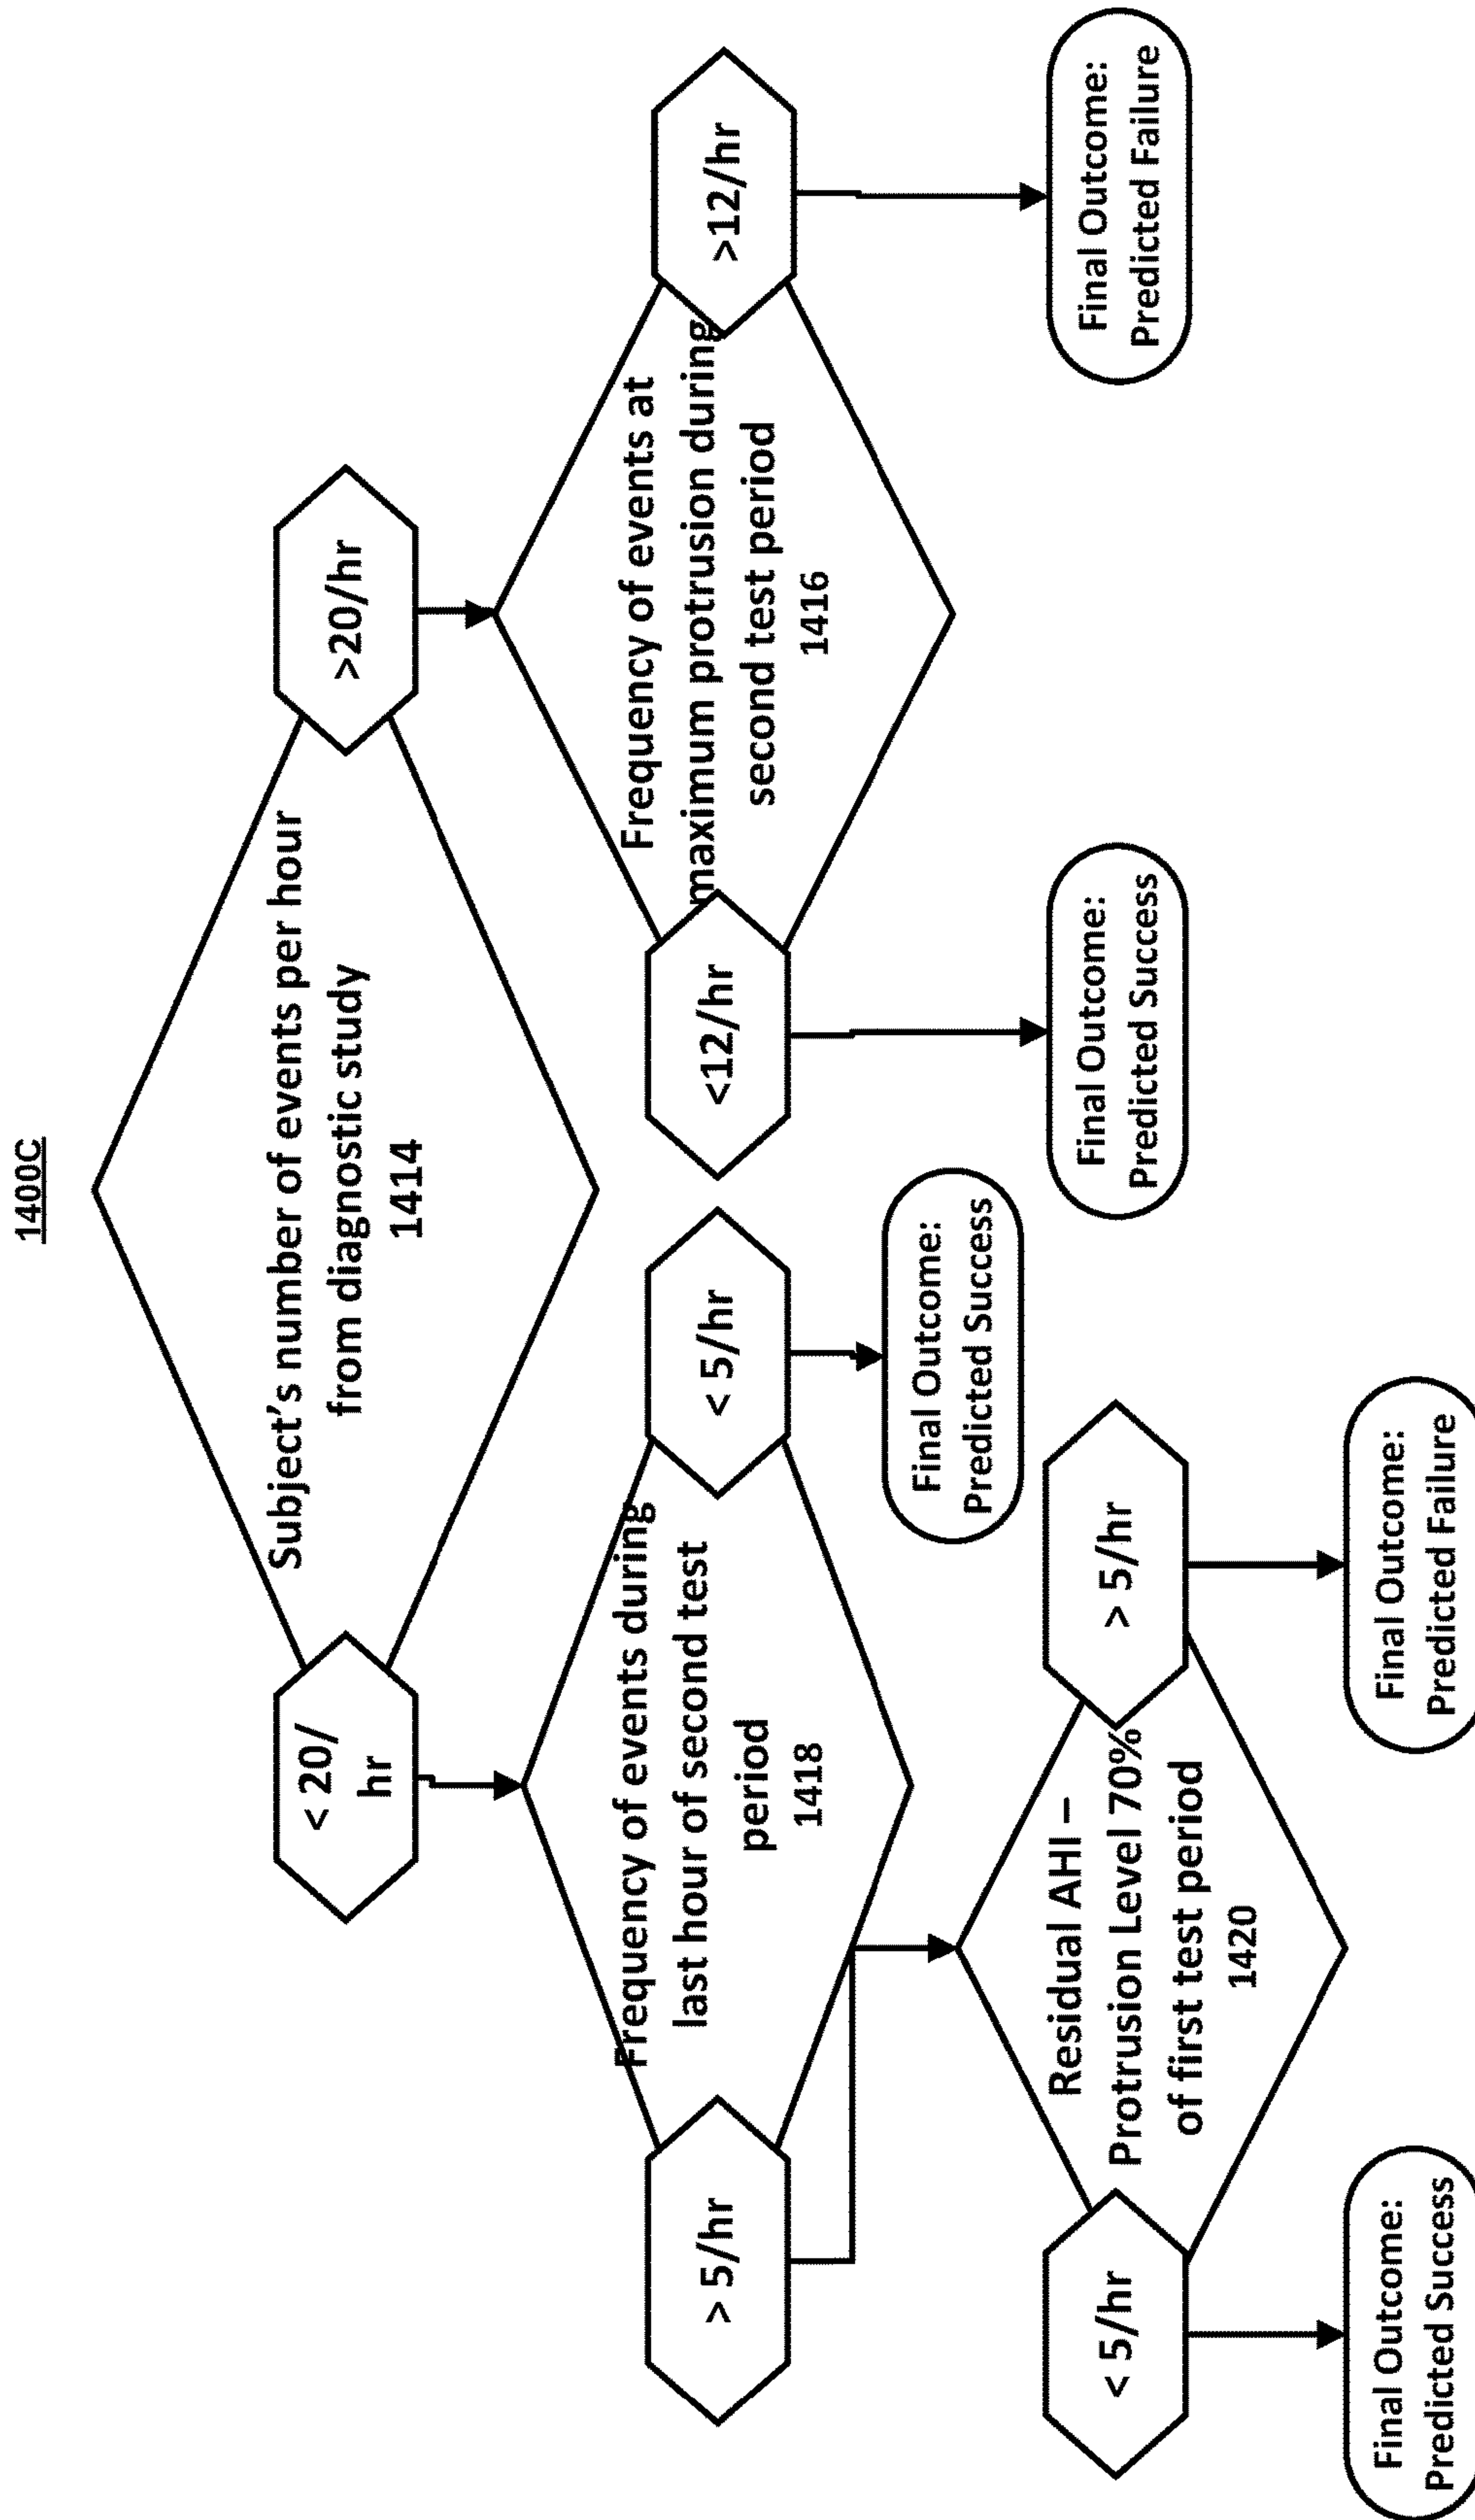 1400C
Subject's number of events per hour
from diagnostic study
1414
< 20/
hr
>20/hr
Frequency of events during
last hour of second test
period
1418
> 5/hr
< 5/hr
Frequency of events at
maximum protrusion during
second test period
1416
<12/hr
>12/hr
Final Outcome:
Predicted Success
Residual AHI –
Protrusion Level 70%
of first test period
1420
< 5/hr
> 5/hr
Final Outcome:
Predicted Success
Final Outcome:
Predicted Failure
Final Outcome:
Predicted Success
Final Outcome:
Predicted Failure